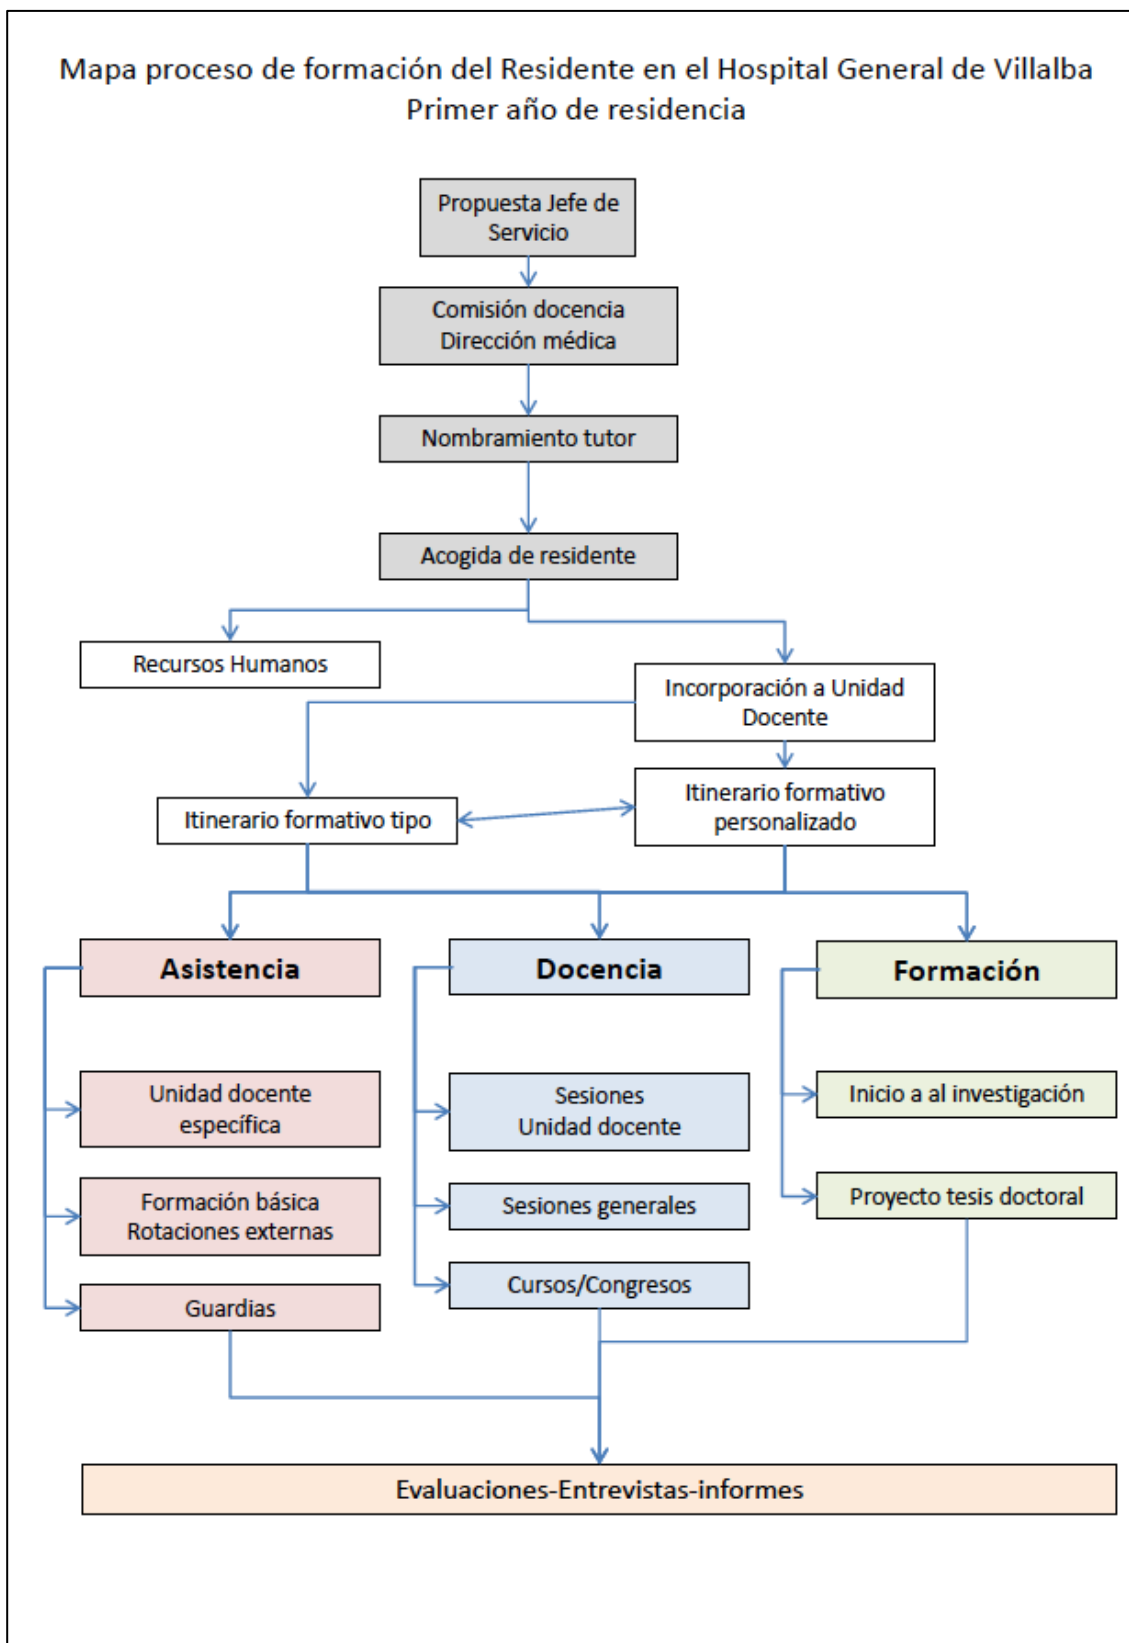 Mapa proceso de formación del Residente en el Hospital General de Villalba
Primer año de residencia
Propuesta Jefe de
Servicio
Comisión docencia
Dirección médica
Nombramiento tutor
Acogida de residente
Recursos Humanos
Incorporación a Unidad
Docente
Itinerario formativo tipo
Itinerario formativo
personalizado
Asistencia
Docencia
Formación
Unidad docente
específica
Formación básica
Rotaciones externas
Guardias
Sesiones
Unidad docente
Sesiones generales
Cursos/Congresos
Inicio a al investigación
Proyecto tesis doctoral
Evaluaciones-Entrevistas-informes